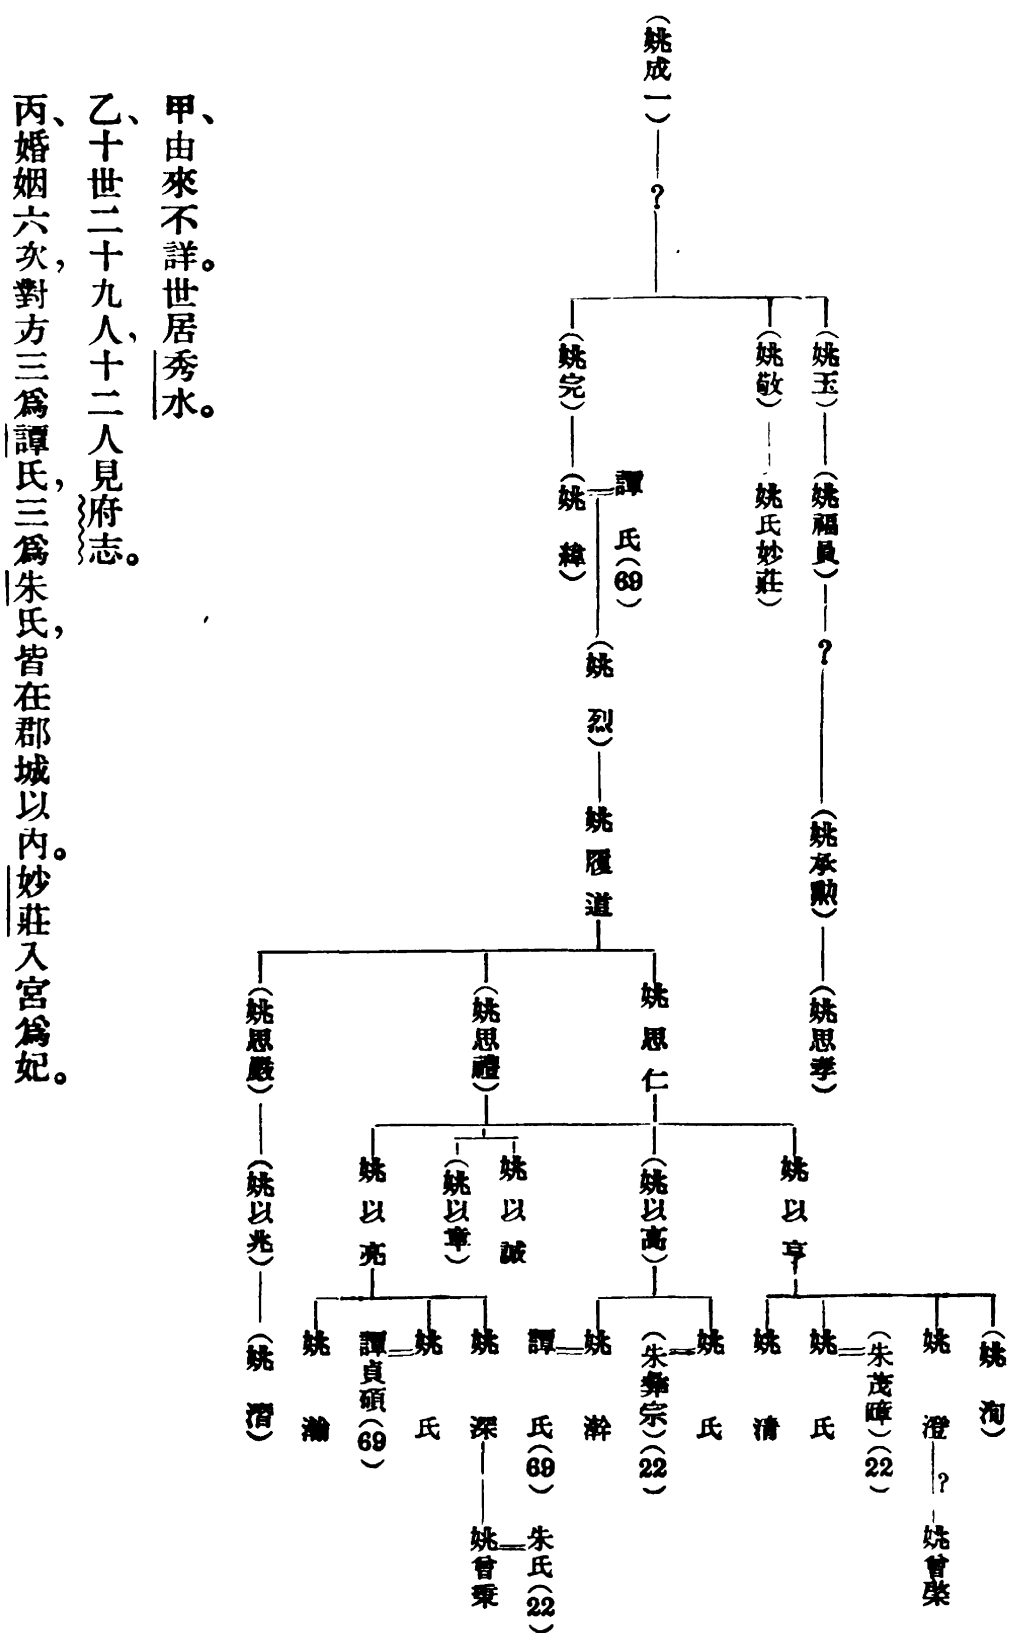 (姚成一)
?
(姚玉)
(姚敬)
(姚完)
(姚福員)
姚氏妙莊
譚氏(69)
(姚緯)
?
(姚烈)
(姚承勳)
姚履道
(姚思孝)
姚思仁
(姚思禮)
(姚思嚴)
姚以亨
(姚以高)
姚以誠
(姚以章)
姚以亮
(姚以兆)
(姚洵)
姚澄
(朱茂暲)(22)
姚氏
姚清
姚氏
(朱彝宗)(22)
姚澣
譚氏(69)
姚深
姚氏
譚貞碩(69)
姚瀚
(姚潛)
?
姚曾棨
朱氏(22)
姚曾秉
甲、由來不詳。世居秀水。
乙、十世二十九人,十二人見府志。
丙、婚姻六次,對方三爲譚氏,三爲朱氏,皆在郡城以內。妙莊入宮爲妃。